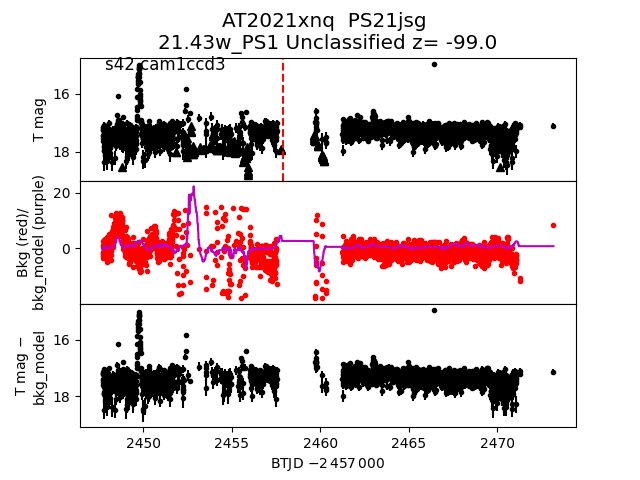 AT2021xnq  PS21jsg
21.43w_PS1 Unclassified z= -99.0
s42 cam1ccd3
T mag
16
18
Bkg (red)/
bkg_model (purple)
20
0
T mag −
bkg_model
16
18
2450
2455
2460
2465
2470
BTJD −2 457 000